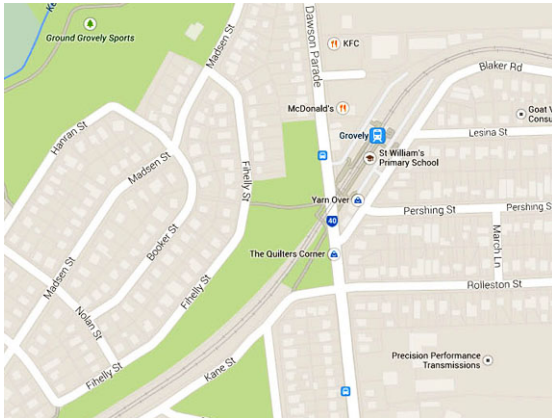 Ke
Ground Grovely Sports
Madsen St
Dawson Parade
KFC
Blaker Rd
McDonald's
Goat V
Consu
Hanran St
Grovely
Lesina St
Madsen St
Fihelly St
St William's
Primary School
Yarn Over
Pershing St
Pershing St
40
Booker St
March Ln
The Quilters Corner
Madsen St
Fihelly St
Rolleston St
Nolan St
Kane St
Precision Performance
Transmissions
Fihelly St